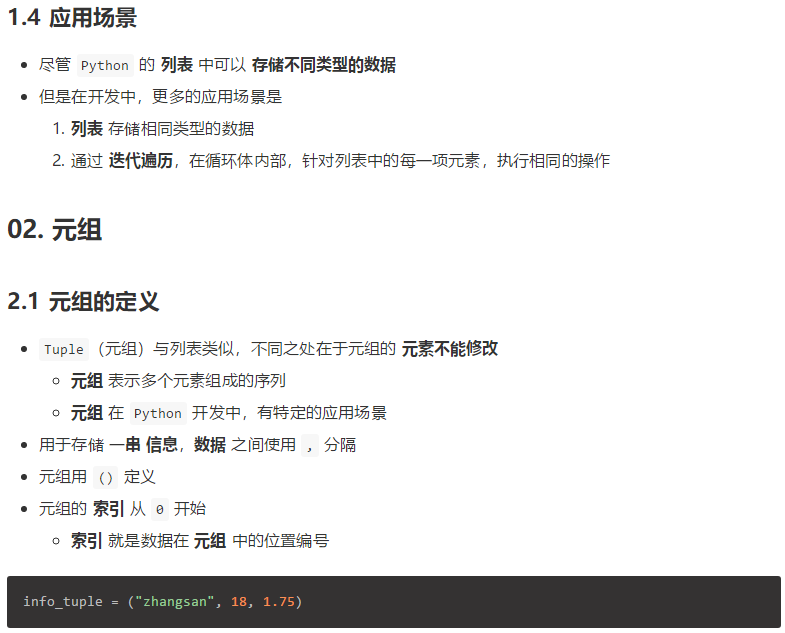 1.4 应用场景
尽管 Python 的 列表 中可以 存储不同类型的数据
但是在开发中，更多的应用场景是
1. 列表 存储相同类型的数据
2. 通过 迭代遍历，在循环体内部，针对列表中的每一项元素，执行相同的操作
02. 元组
2.1 元组的定义
Tuple（元组）与列表类似，不同之处在于元组的 元素不能修改
元组 表示多个元素组成的序列
元组 在 Python 开发中，有特定的应用场景
用于存储 一串 信息，数据 之间使用 , 分隔
元组用 () 定义
元组的 索引 从 0 开始
索引 就是数据在 元组 中的位置编号
info_tuple = ("zhangsan", 18, 1.75)